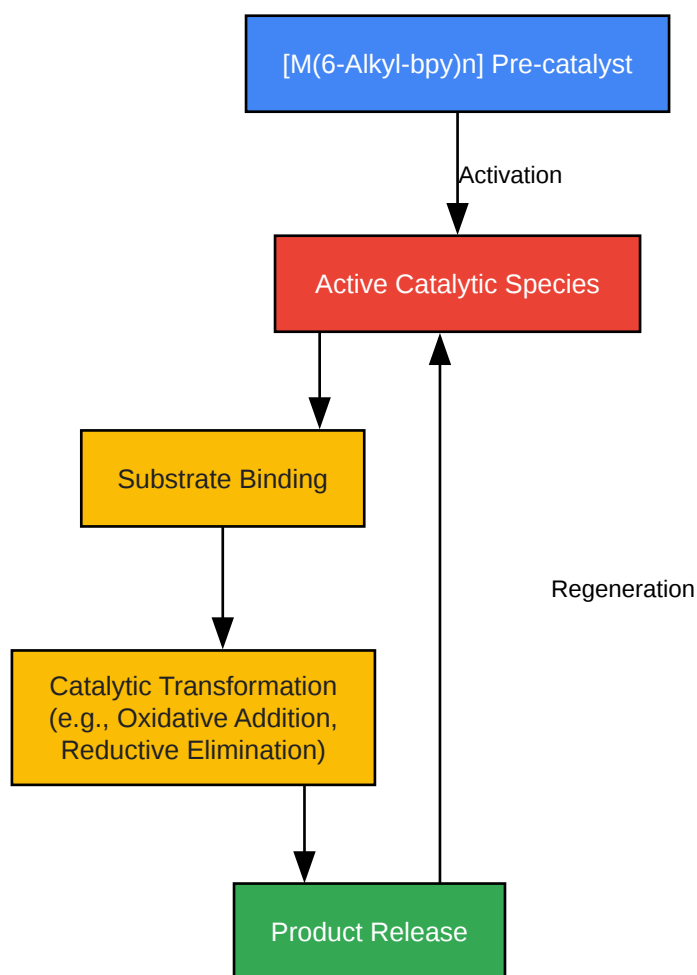 [M(6-Alkyl-bpy)n] Pre-catalyst
Activation
Active Catalytic Species
Substrate Binding
Regeneration
Catalytic Transformation
(e.g., Oxidative Addition,
Reductive Elimination)
Product Release